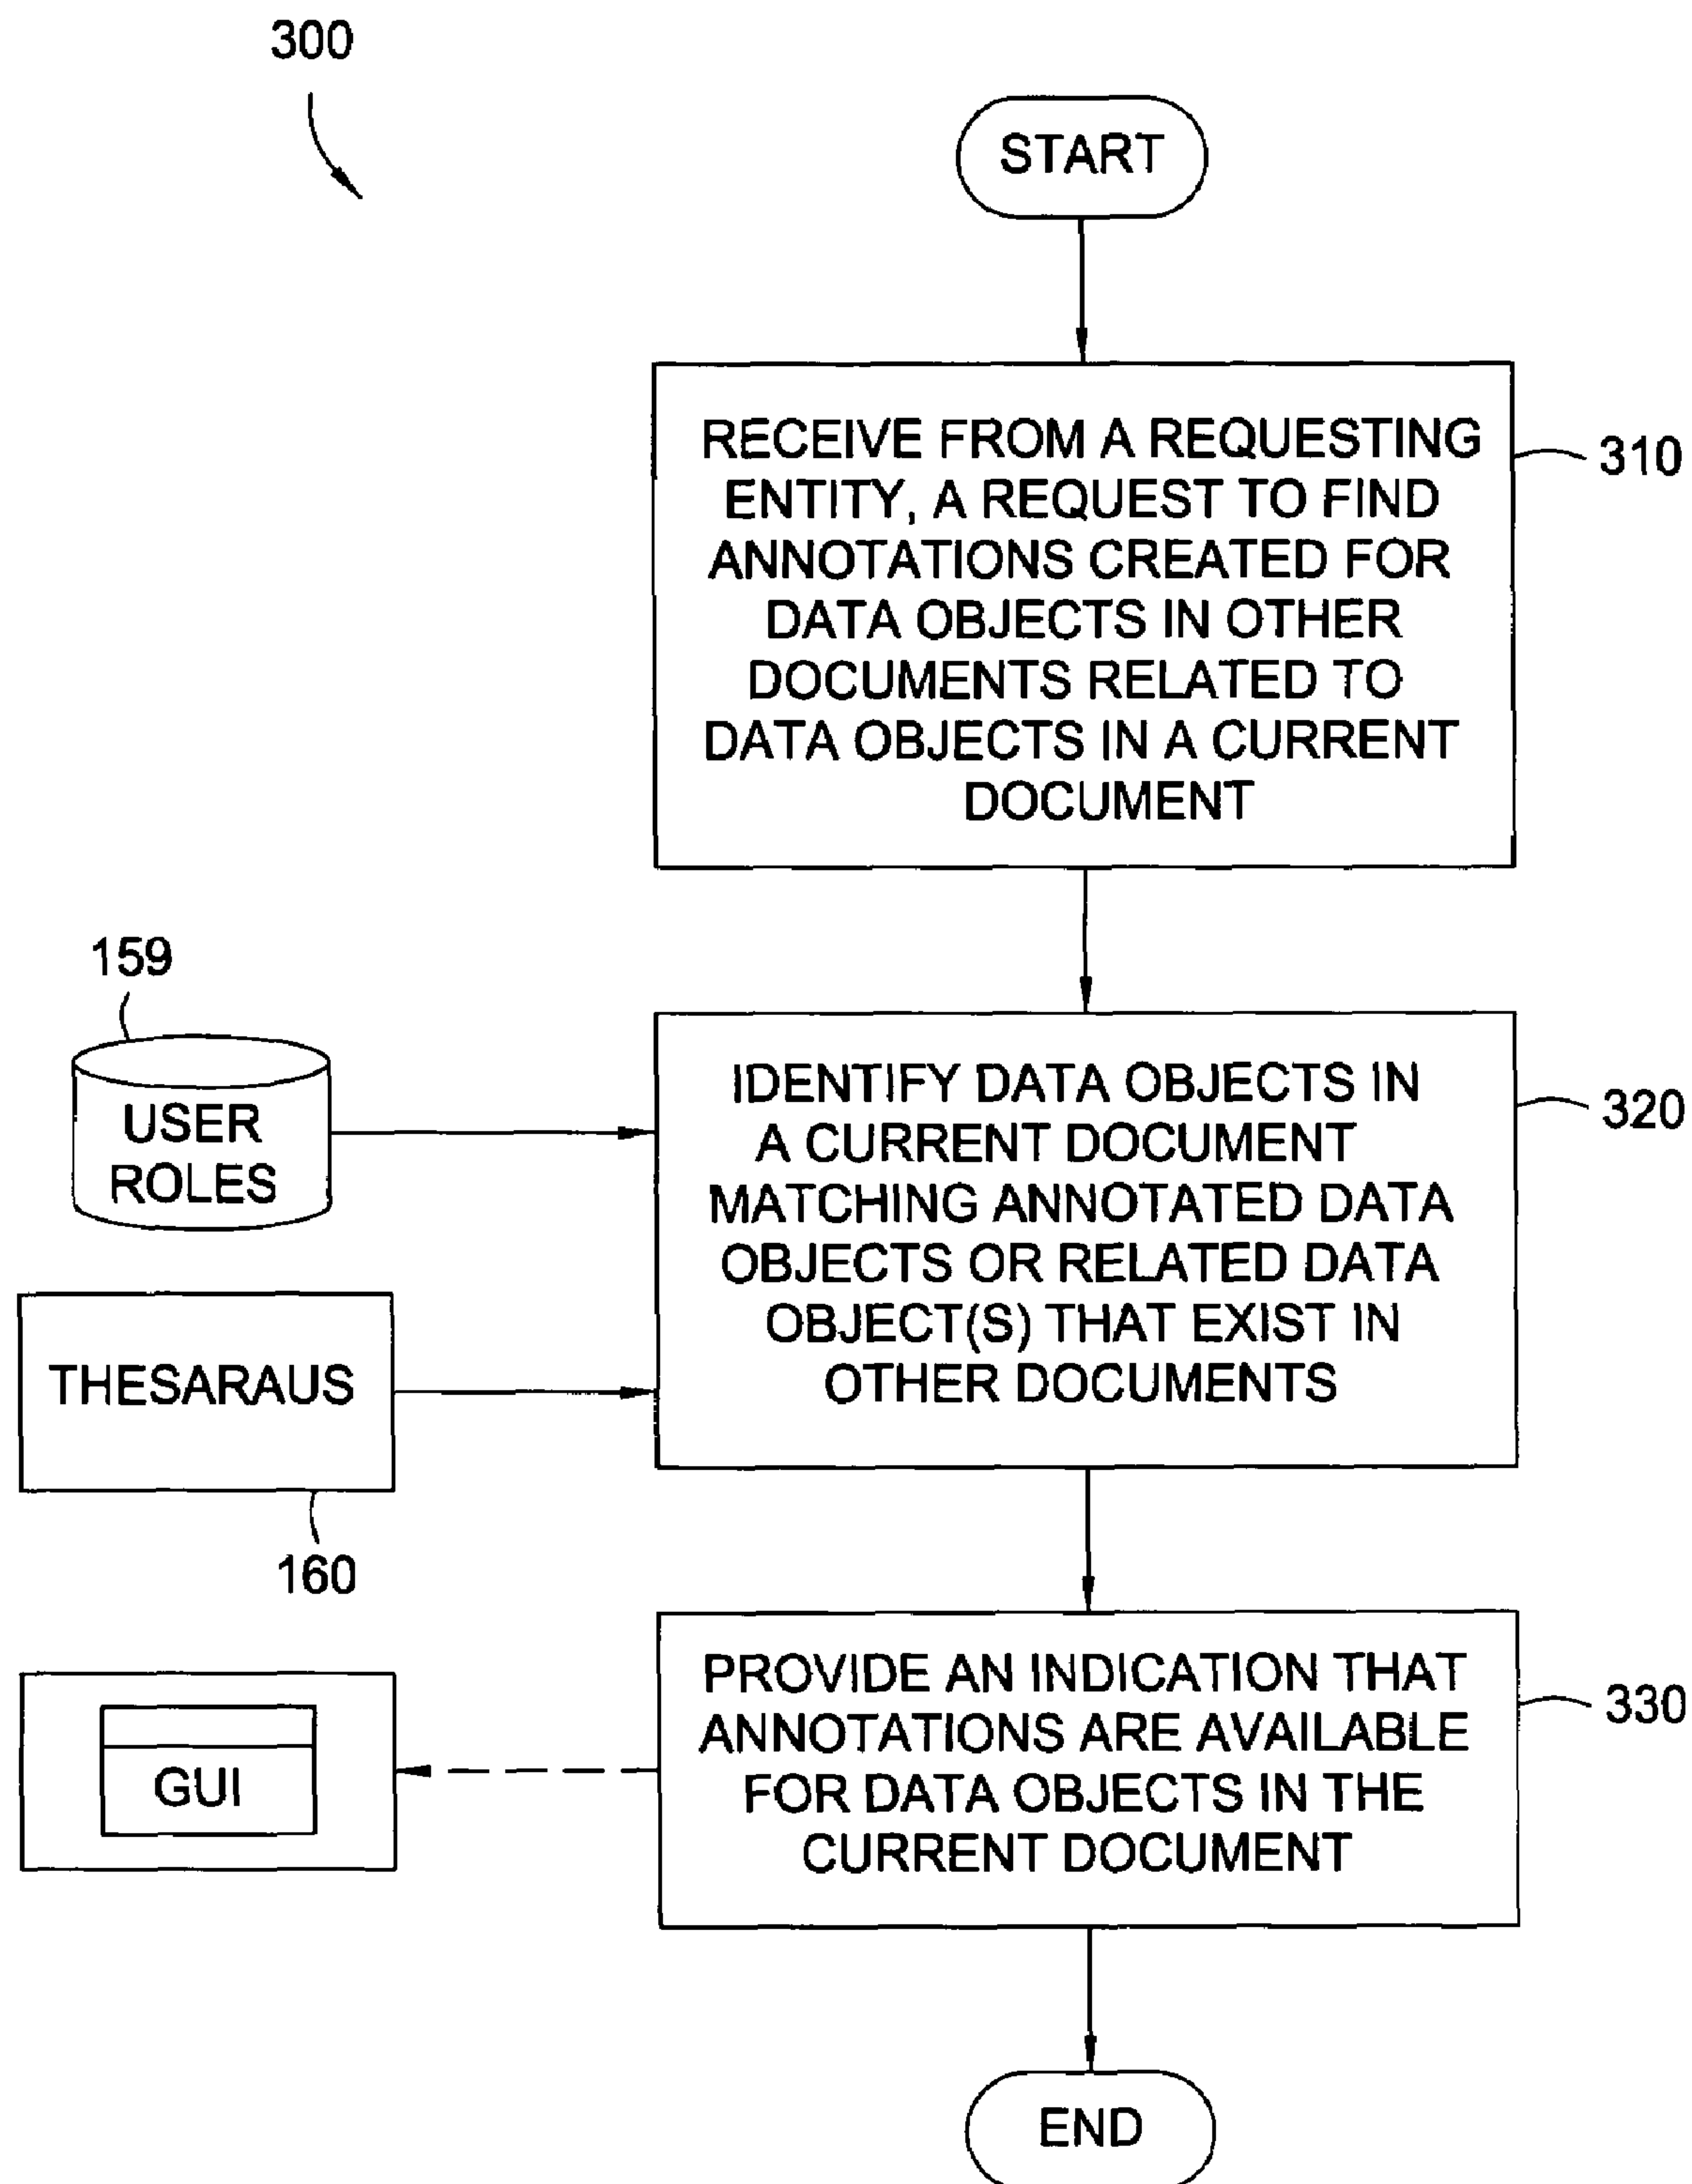 300
START
RECEIVE FROM A REQUESTING
ENTITY, A REQUEST TO FIND
ANNOTATIONS CREATED FOR
DATA OBJECTS IN OTHER
DOCUMENTS RELATED TO
DATA OBJECTS IN A CURRENT
DOCUMENT
310
159
USER
ROLES
THESARAUS
160
IDENTIFY DATA OBJECTS IN
A CURRENT DOCUMENT
MATCHING ANNOTATED DATA
OBJECTS OR RELATED DATA
OBJECT(S) THAT EXIST IN
OTHER DOCUMENTS
320
GUI
PROVIDE AN INDICATION THAT
ANNOTATIONS ARE AVAILABLE
FOR DATA OBJECTS IN THE
CURRENT DOCUMENT
330
END